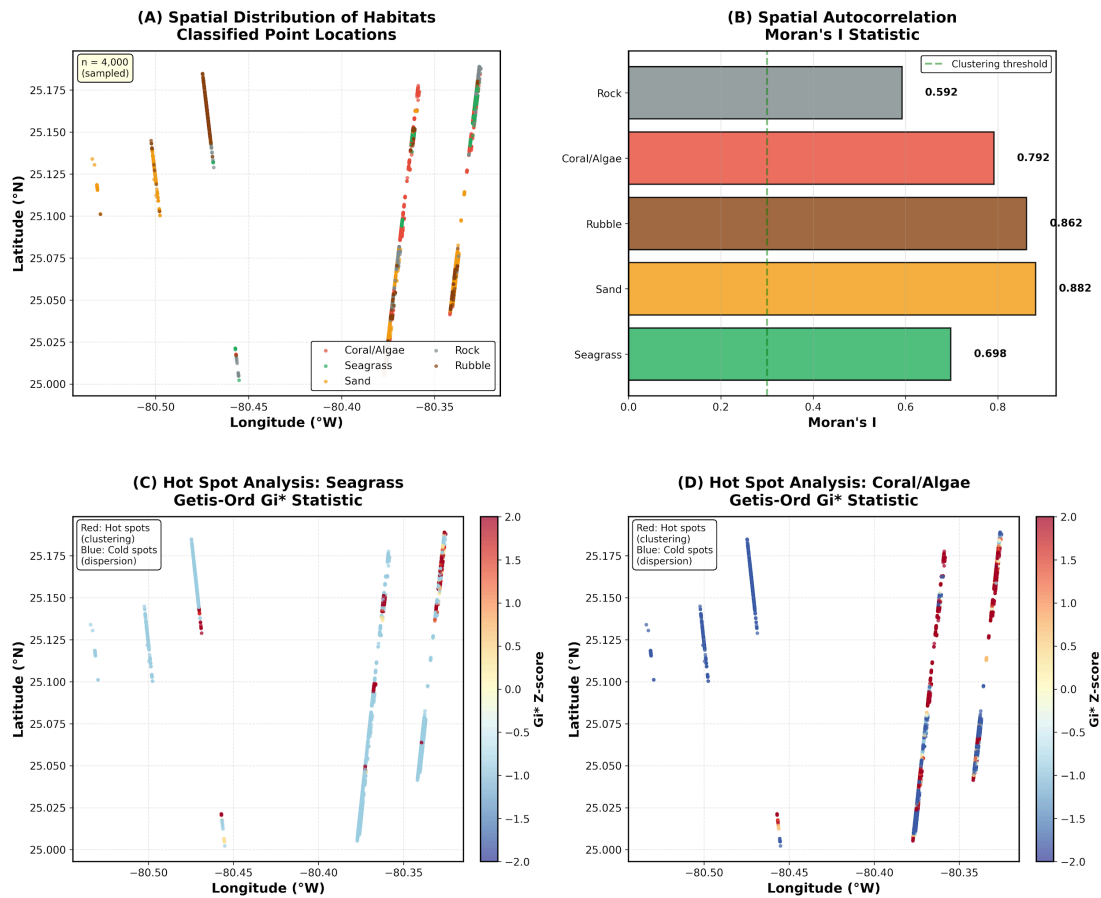 (A) Spatial Distribution of Habitats
Classified Point Locations
n = 4,000
(sampled)
25.175
25.150
25.125
25.100
25.075
25.050
25.025
25.000
Latitude (°N)
Coral/Algae
Seagrass
Sand
Rock
Rubble
−80.50
−80.45
−80.40
−80.35
Longitude (°W)
(B) Spatial Autocorrelation
Moran's I Statistic
Clustering threshold
Rock
0.592
Coral/Algae
0.792
Rubble
0.862
Sand
0.882
Seagrass
0.698
0.0
0.2
0.4
0.6
0.8
Moran's I
(C) Hot Spot Analysis: Seagrass
Getis-Ord Gi* Statistic
Red: Hot spots
(clustering)
Blue: Cold spots
(dispersion)
25.175
25.150
25.125
25.100
25.075
25.050
25.025
25.000
Latitude (°N)
−80.50
−80.45
−80.40
−80.35
Longitude (°W)
2.0
1.5
1.0
0.5
0.0
−0.5
−1.0
−1.5
−2.0
Gi* Z-score
(D) Hot Spot Analysis: Coral/Algae
Getis-Ord Gi* Statistic
Red: Hot spots
(clustering)
Blue: Cold spots
(dispersion)
25.175
25.150
25.125
25.100
25.075
25.050
25.025
25.000
Latitude (°N)
−80.50
−80.45
−80.40
−80.35
Longitude (°W)
2.0
1.5
1.0
0.5
0.0
−0.5
−1.0
−1.5
−2.0
Gi* Z-score